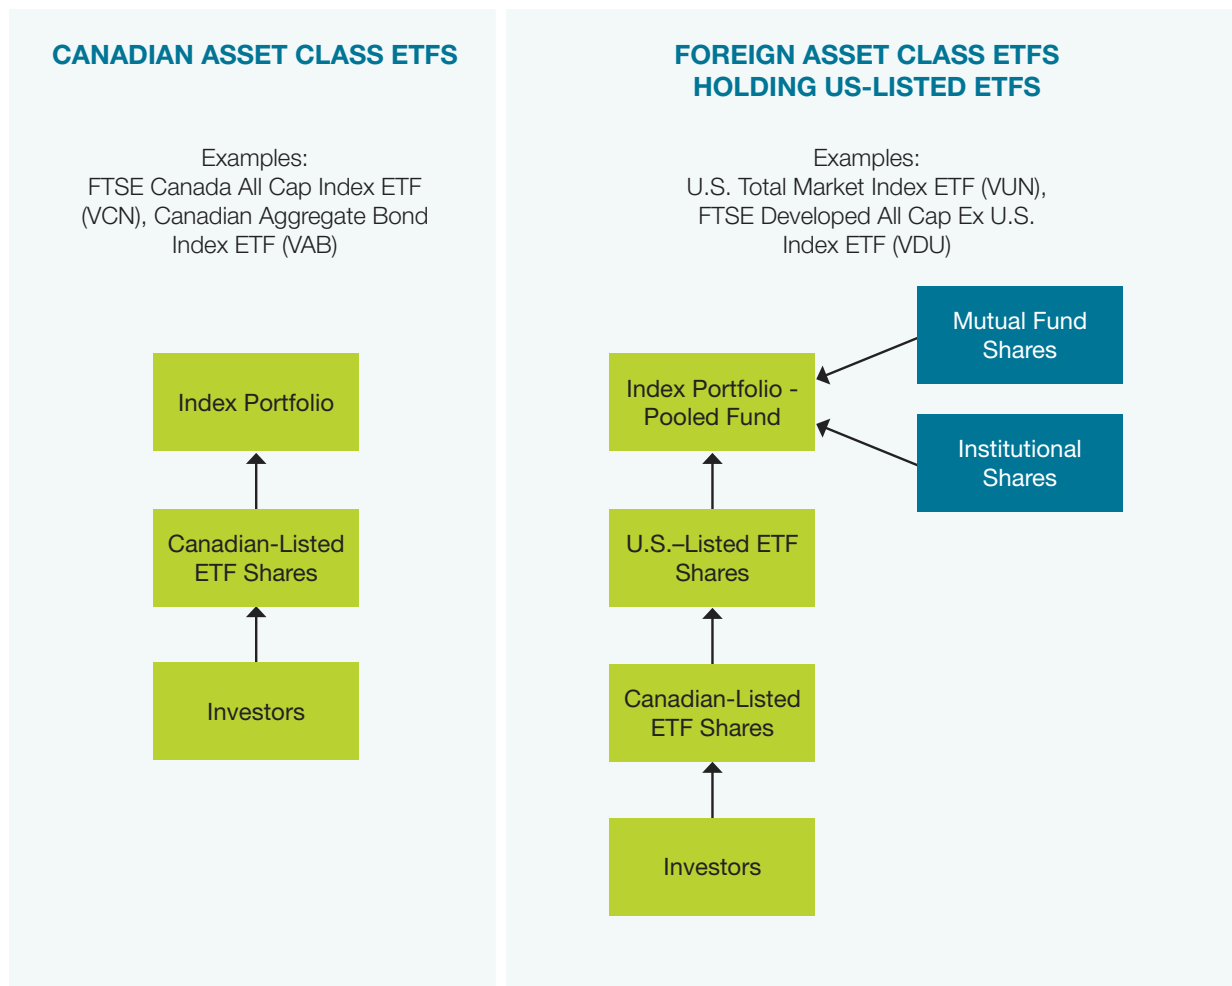 CANADIAN ASSET CLASS ETFS
Examples:
FTSE Canada All Cap Index ETF
(VCN), Canadian Aggregate Bond
Index ETF (VAB)
Index Portfolio
Canadian-Listed
ETF Shares
Investors
FOREIGN ASSET CLASS ETFS
HOLDING US-LISTED ETFS
Examples:
U.S. Total Market Index ETF (VUN),
FTSE Developed All Cap Ex U.S.
Index ETF (VDU)
Mutual Fund
Shares
Index Portfolio -
Pooled Fund
Institutional
Shares
U.S.–Listed ETF
Shares
Canadian-Listed
ETF Shares
Investors